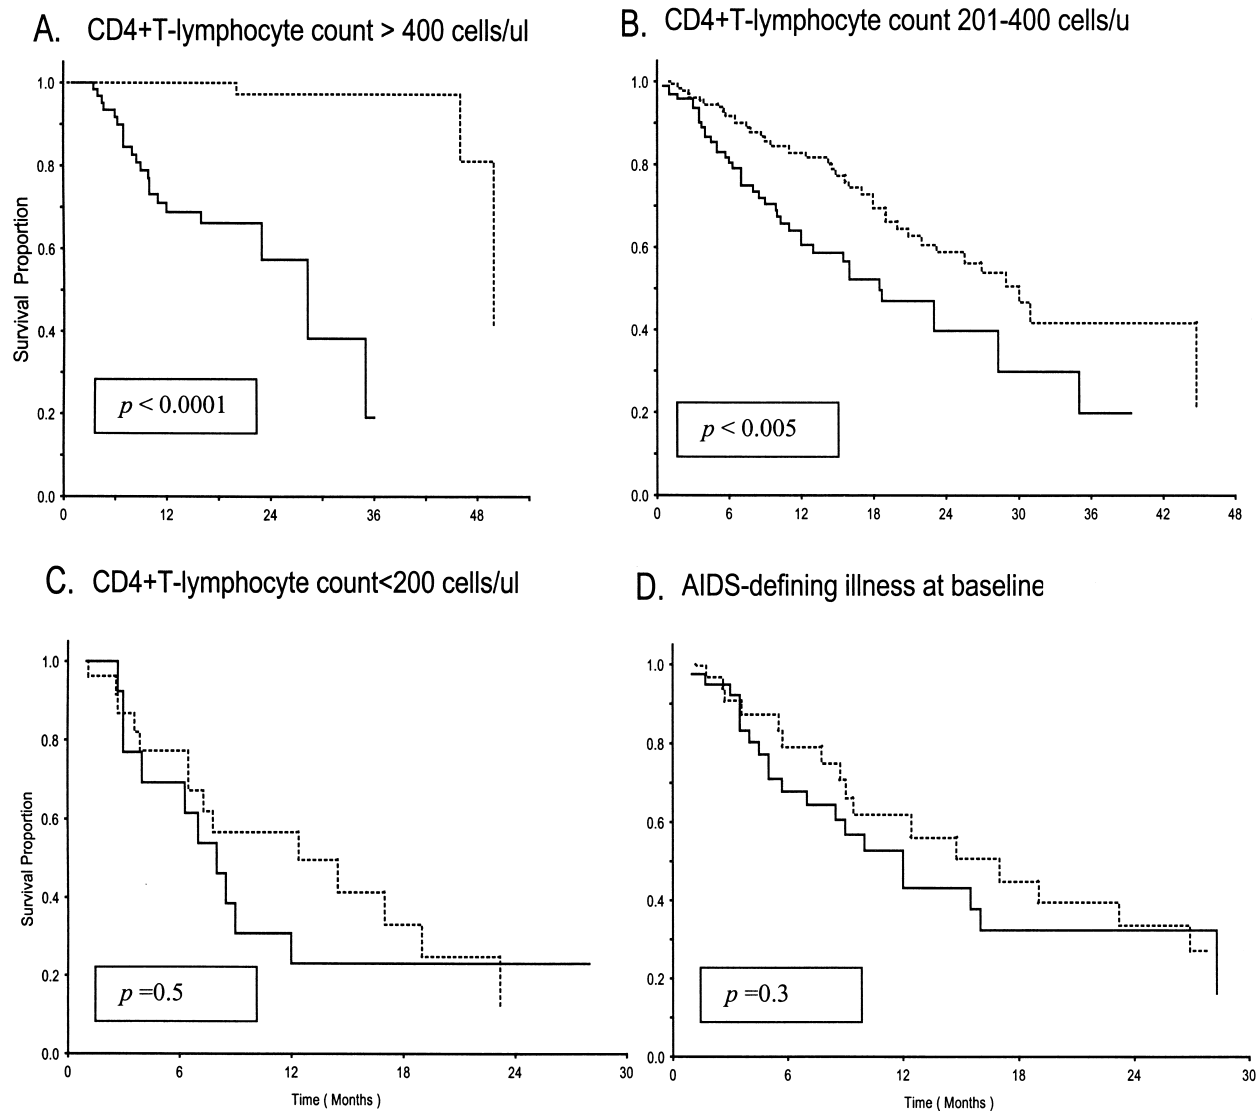 A. CD4+T-lymphocyte count > 400 cells/ul
Survival Proportion
1.0
0.8
0.6
0.4
0.2
0.0
p < 0.0001
0 12 24 36 48
B. CD4+T-lymphocyte count 201-400 cells/u
1.0
0.8
0.6
0.4
0.2
0.0
p < 0.005
0 6 12 18 24 30 36 42 48
C. CD4+T-lymphocyte count<200 cells/ul
Survival Proportion
1.0
0.8
0.6
0.4
0.2
0.0
p =0.5
0 6 12 18 24 30
Time ( Months )
D. AIDS-defining illness at baseline
1.0
0.8
0.6
0.4
0.2
0.0
p =0.3
0 6 12 18 24 30
Time ( Months )